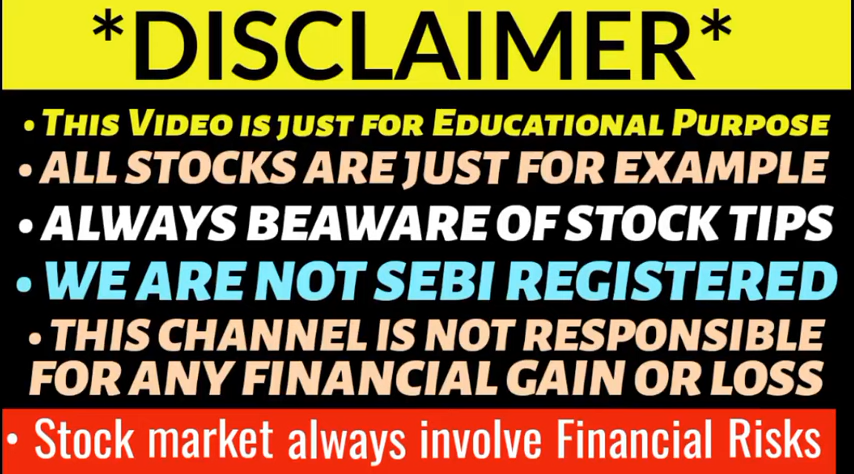 *DISCLAIMER*
• THIS VIDEO IS JUST FOR EDUCATIONAL PURPOSE
• ALL STOCKS ARE JUST FOR EXAMPLE
• ALWAYS BEAWARE OF STOCK TIPS
• WE ARE NOT SEBI REGISTERED
• THIS CHANNEL IS NOT RESPONSIBLE
FOR ANY FINANCIAL GAIN OR LOSS
• Stock market always involve Financial Risks